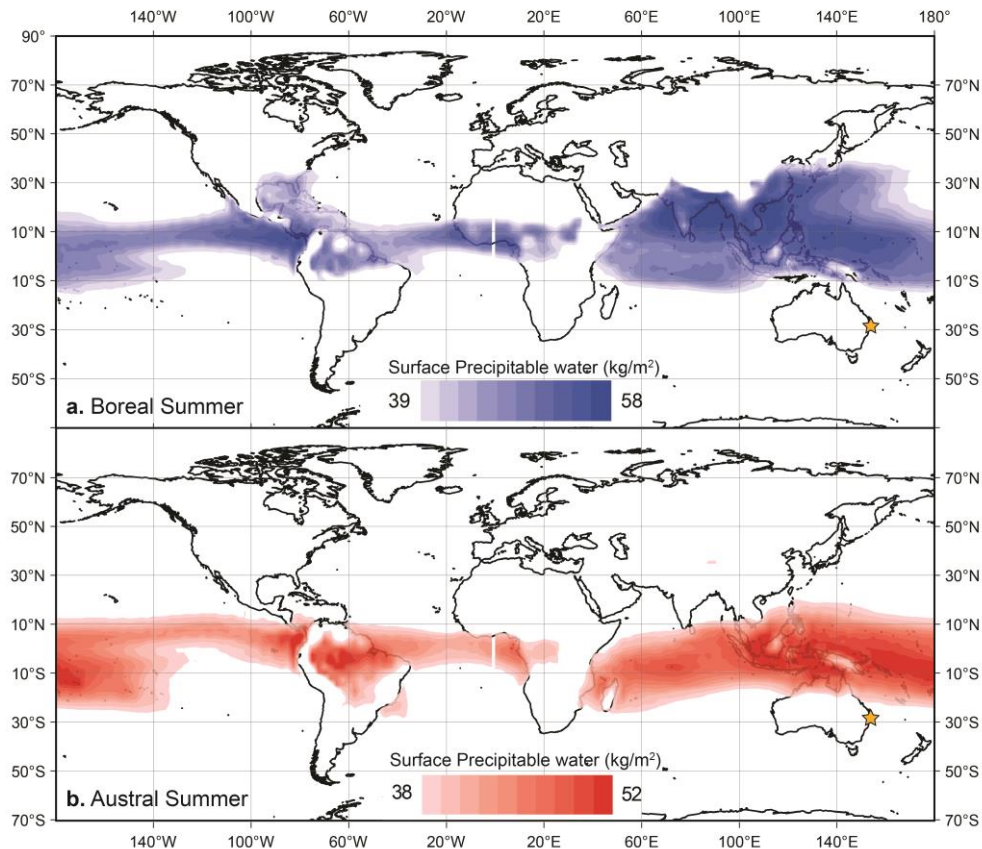 140°W 100°W 60°W 20°W 20°E 60°E 100°E 140°E 180°
90°
70°N 70°N
50°N 50°N
30°N 30°N
10°N 10°N
10°S 10°S
30°S 30°S
50°S 50°S
Surface Precipitable water (kg/m²)
39 58
a. Boreal Summer
70°N 70°N
50°N 50°N
30°N 30°N
10°N 10°N
10°S 10°S
30°S 30°S
50°S 50°S
Surface Precipitable water (kg/m²)
38 52
b. Austral Summer
70°S 70°S
140°W 100°W 60°W 20°W 20°E 60°E 100°E 140°E